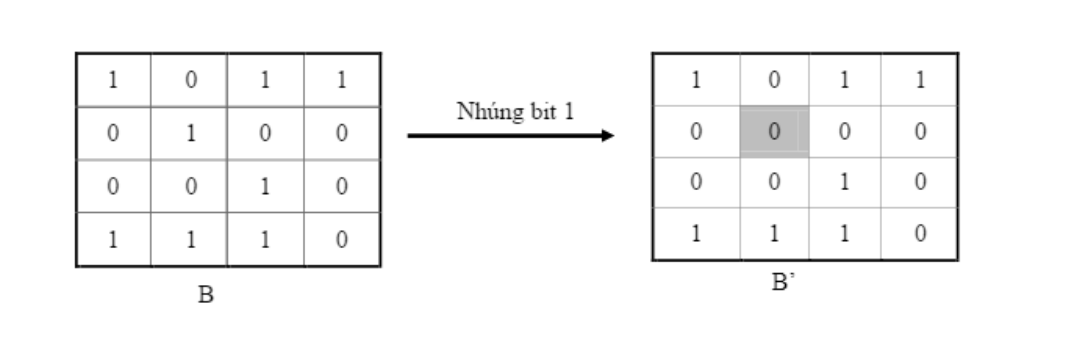 1 0 1 1
0 1 0 0
0 0 1 0
1 1 1 0
B
Nhúng bit 1
1 0 1 1
0 0 0 0
0 0 1 0
1 1 1 0
B’